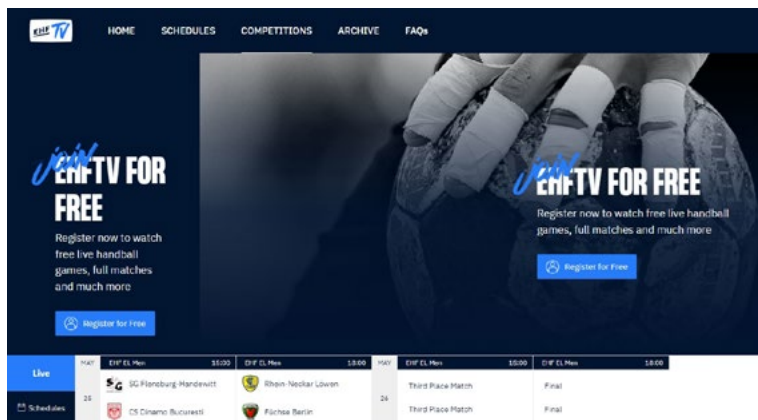 EHF TV
HOME SCHEDULES COMPETITIONS ARCHIVE FAQs
join
EHFTV FOR
FREE
Register now to watch
free live handball
games, full matches
and much more
Register for Free
join
EHFTV FOR FREE
Register now to watch free live handball
games, full matches and much more
Register for Free
Live
Schedules
MAY
25
EHF EL Men 15:00
SG Flensburg-Handewitt
CS Dinamo Bucuresti
EHF EL Men 18:00
Rhein-Neckar Löwen
Füchse Berlin
MAY
26
EHF EL Men 15:00
Third Place Match
Third Place Match
EHF EL Men 18:00
Final
Final